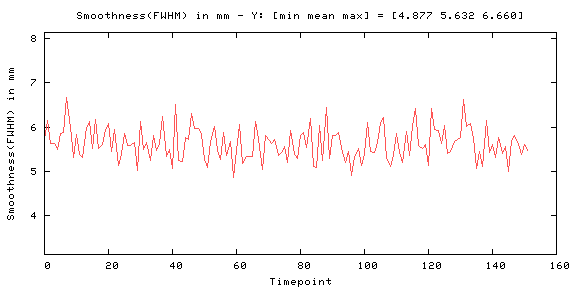 Smoothness(FWHM) in mm - Y: [min mean max] = [4.877 5.632 6.660]
8
7
6
5
4
Smoothness(FWHM) in mm
0 20 40 60 80 100 120 140 160
Timepoint